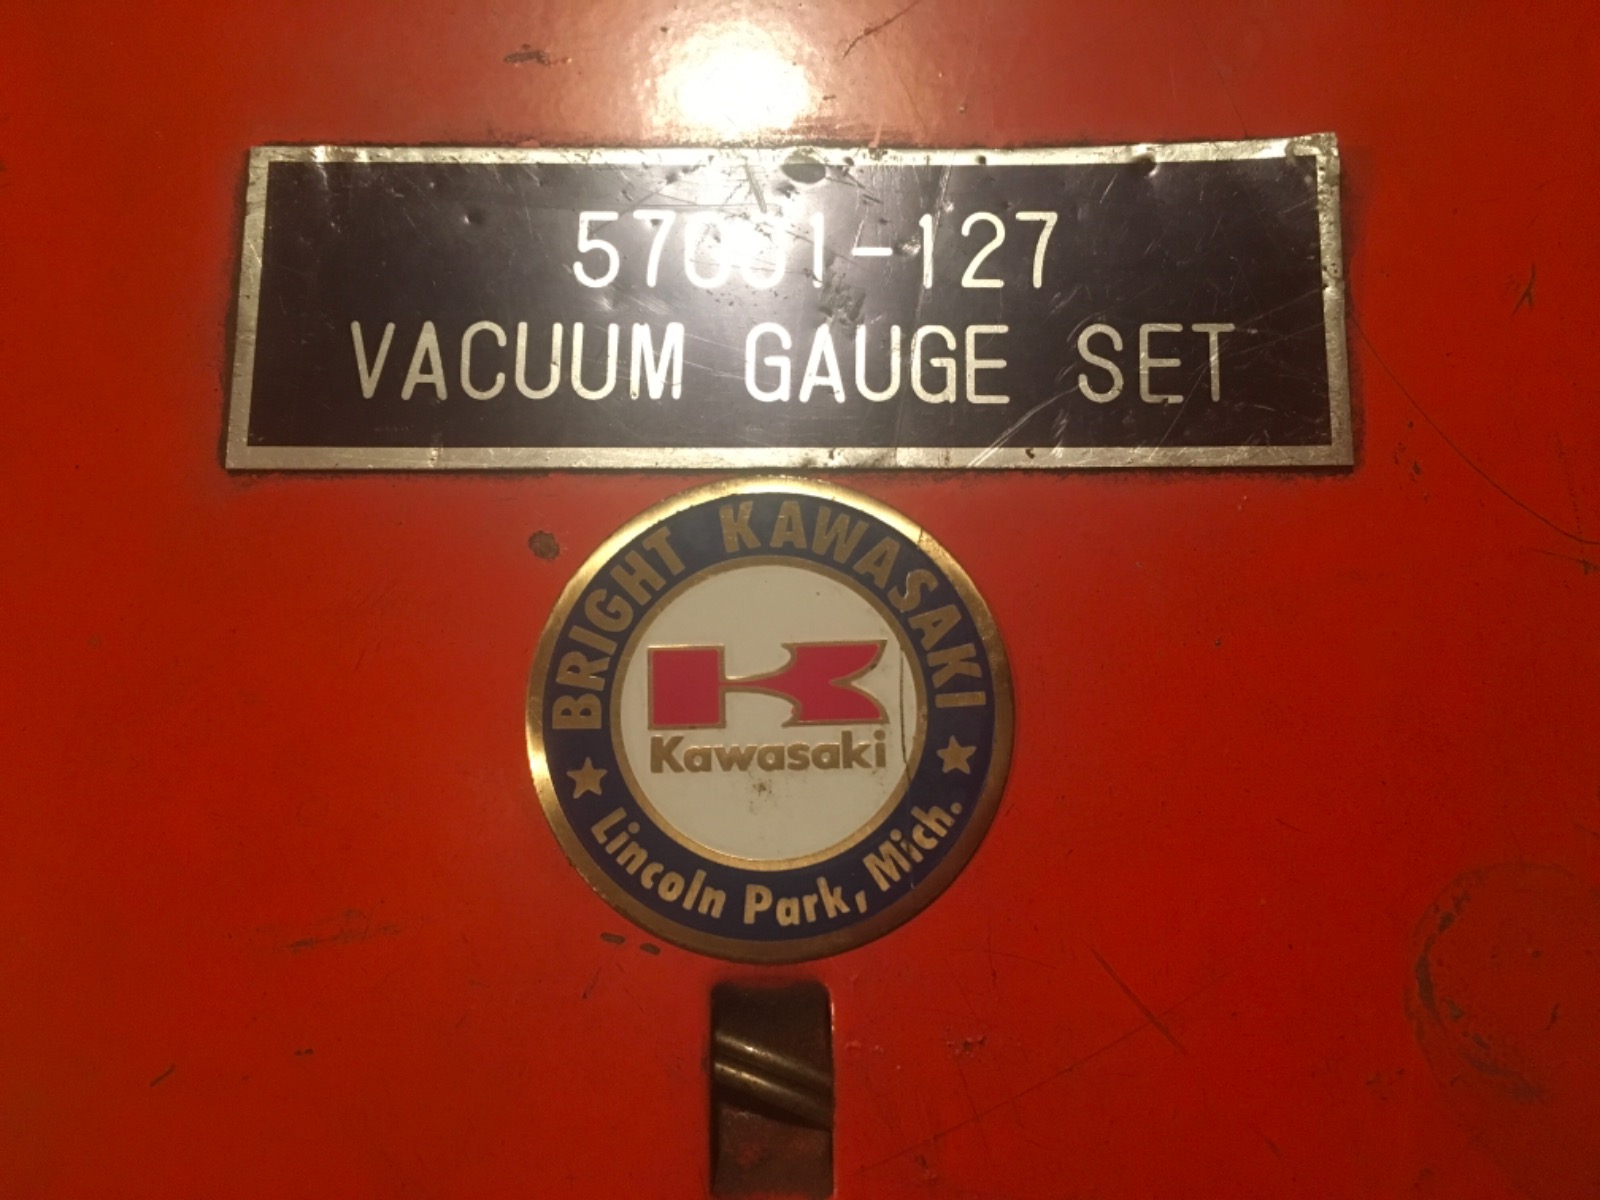 57001-127
VACUUM GAUGE SET
BRIGHT KAWASAKI
Kawasaki
Lincoln Park, Mich.